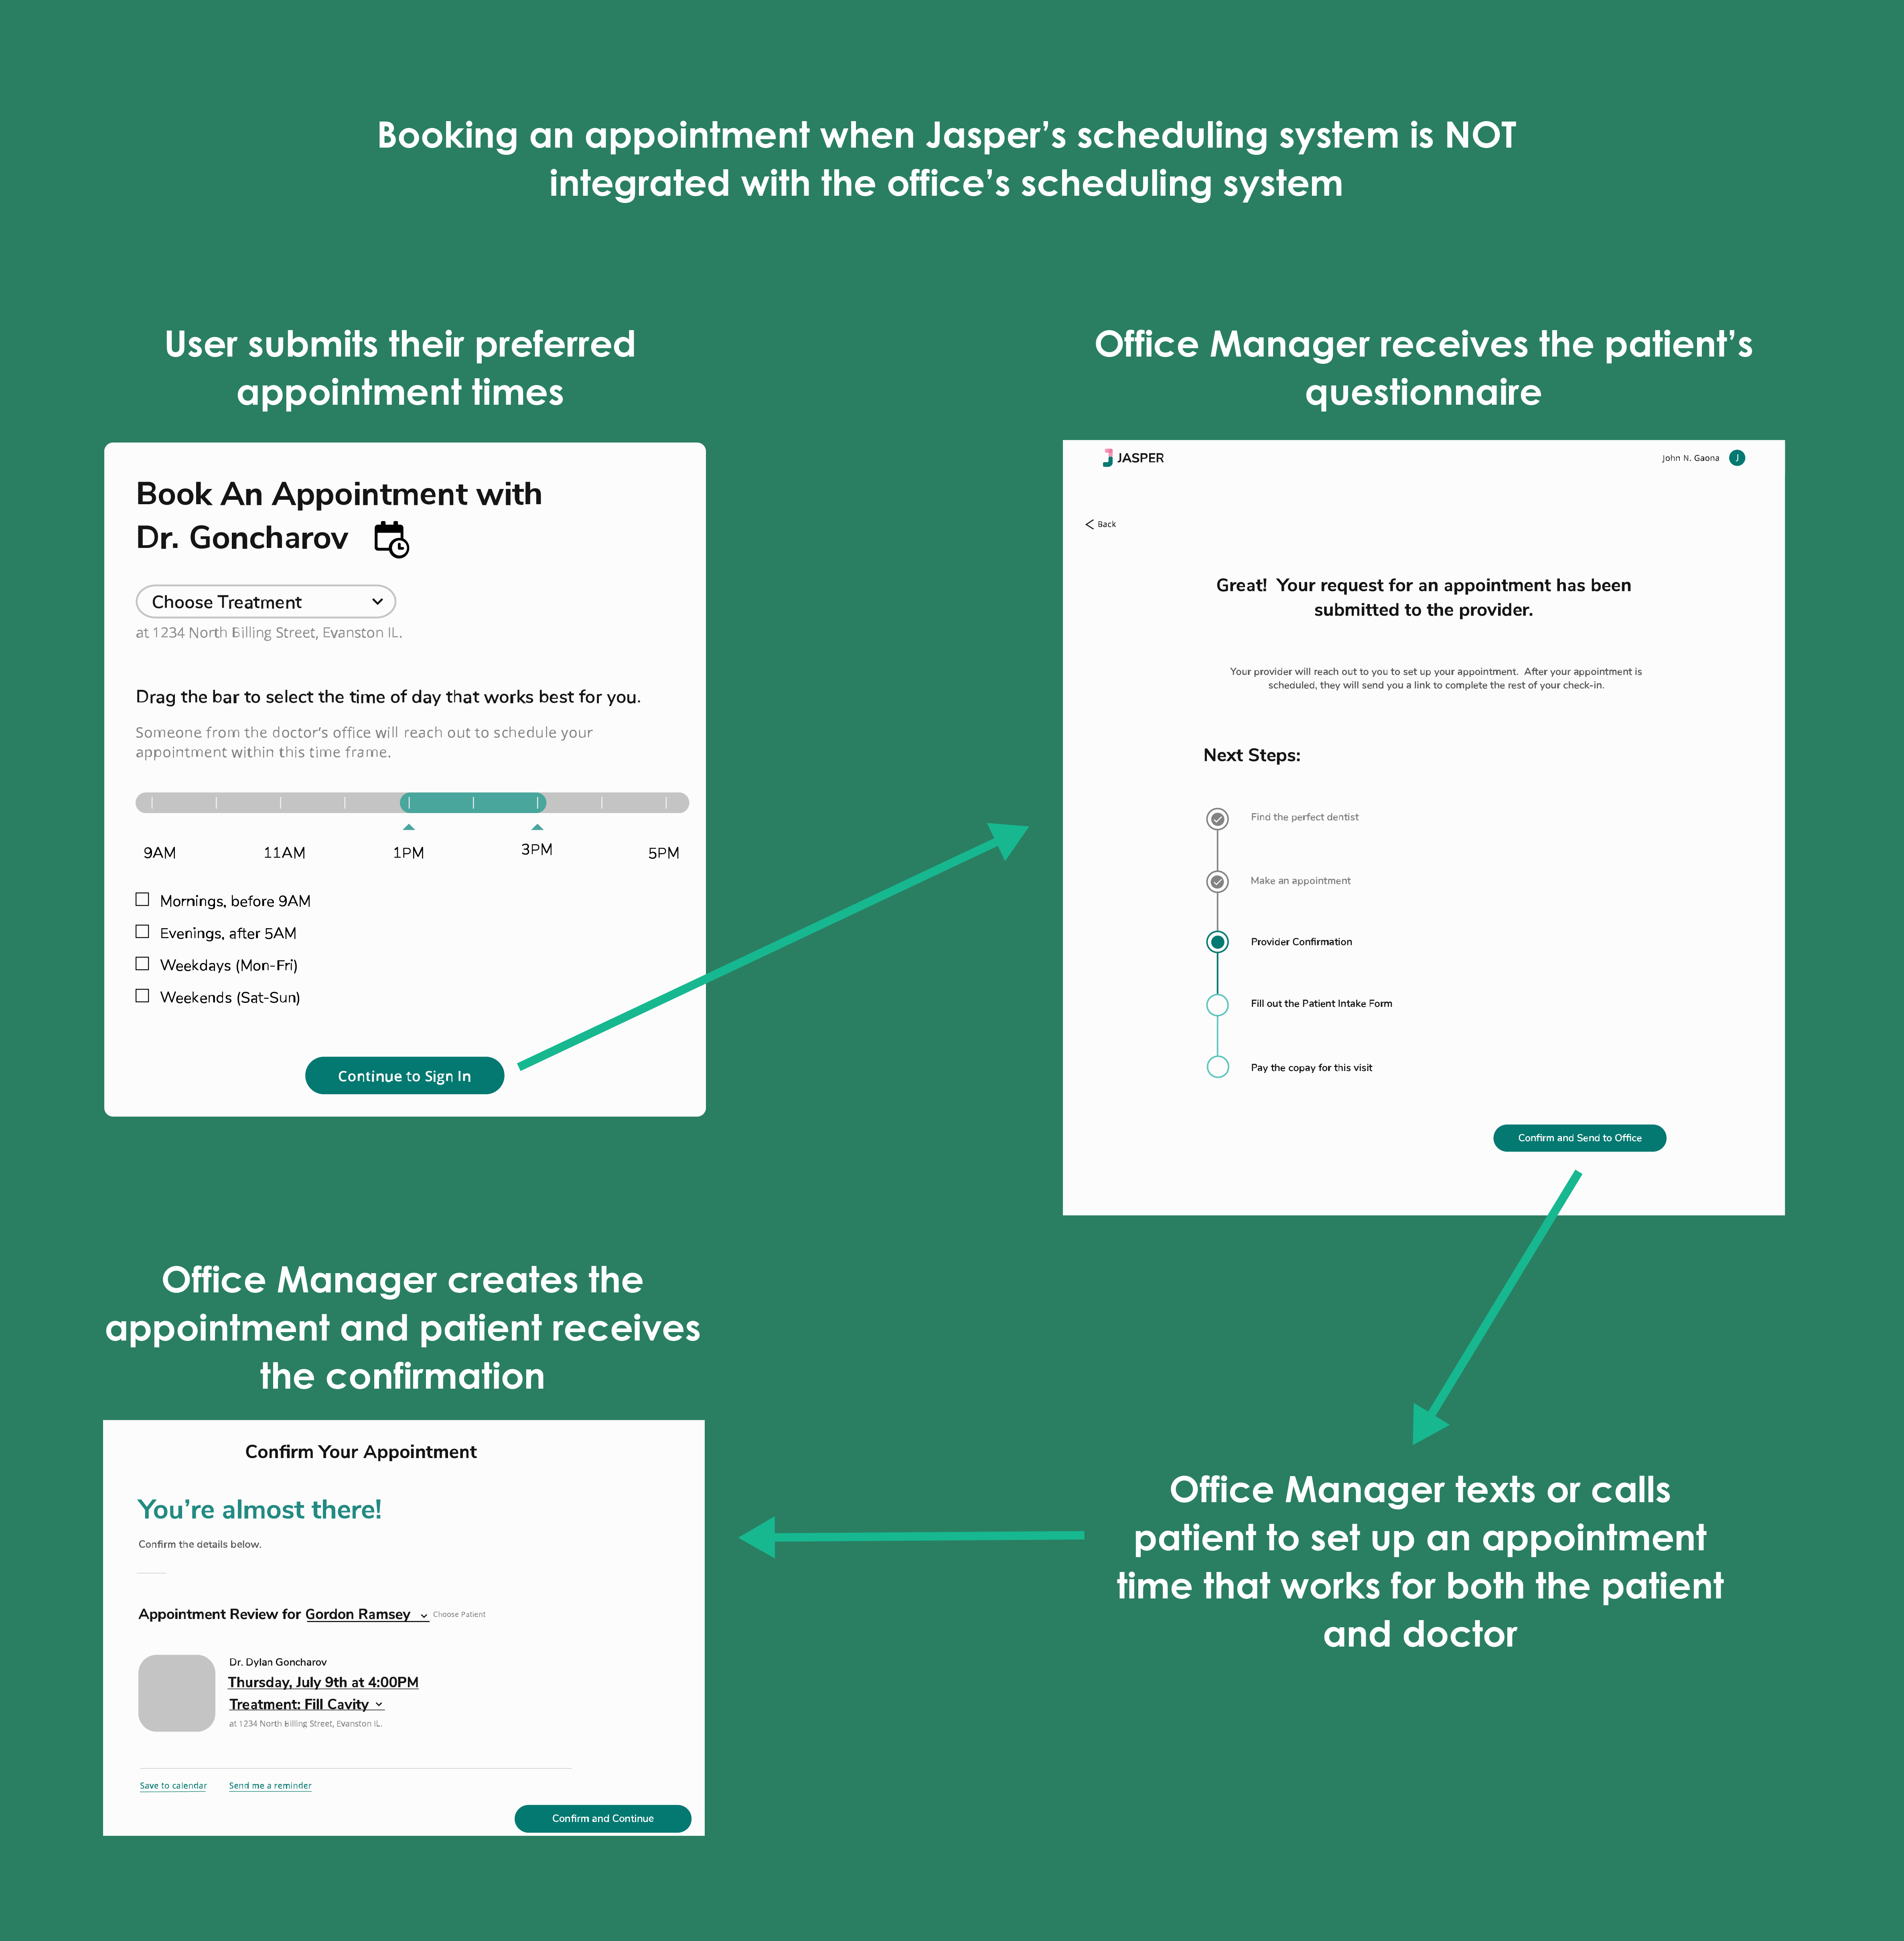 Booking an appointment when Jasper's scheduling system is NOT
integrated with the office's scheduling system
User submits their preferred
appointment times
Book An Appointment with
Dr. Goncharov
Choose Treatment
at 1234 North Billing Street, Evanston IL.
Drag the bar to select the time of day that works best for you.
Someone from the doctor's office will reach out to schedule your
appointment within this time frame.
9AM 11AM 1PM 3PM 5PM
Mornings, before 9AM
Evenings, after 5AM
Weekdays (Mon-Fri)
Weekends (Sat-Sun)
Continue to Sign In
Office Manager receives the patient's
questionnaire
JASPER
John N. Gaona J
Back
Great! Your request for an appointment has been
submitted to the provider.
Your provider will reach out to you to set up your appointment. After your appointment is
scheduled, they will send you a link to complete the rest of your check-in.
Next Steps:
Find the perfect dentist
Make an appointment
Provider Confirmation
Fill out the Patient Intake Form
Pay the copay for this visit
Confirm and Send to Office
Office Manager texts or calls
patient to set up an appointment
time that works for both the patient
and doctor
Office Manager creates the
appointment and patient receives
the confirmation
Confirm Your Appointment
You're almost there!
Confirm the details below.
Appointment Review for Gordon Ramsey Choose Patient
Dr. Dylan Goncharov
Thursday, July 9th at 4:00PM
Treatment: Fill Cavity
at 1234 North Billing Street, Evanston IL.
Save to calendar Send me a reminder
Confirm and Continue